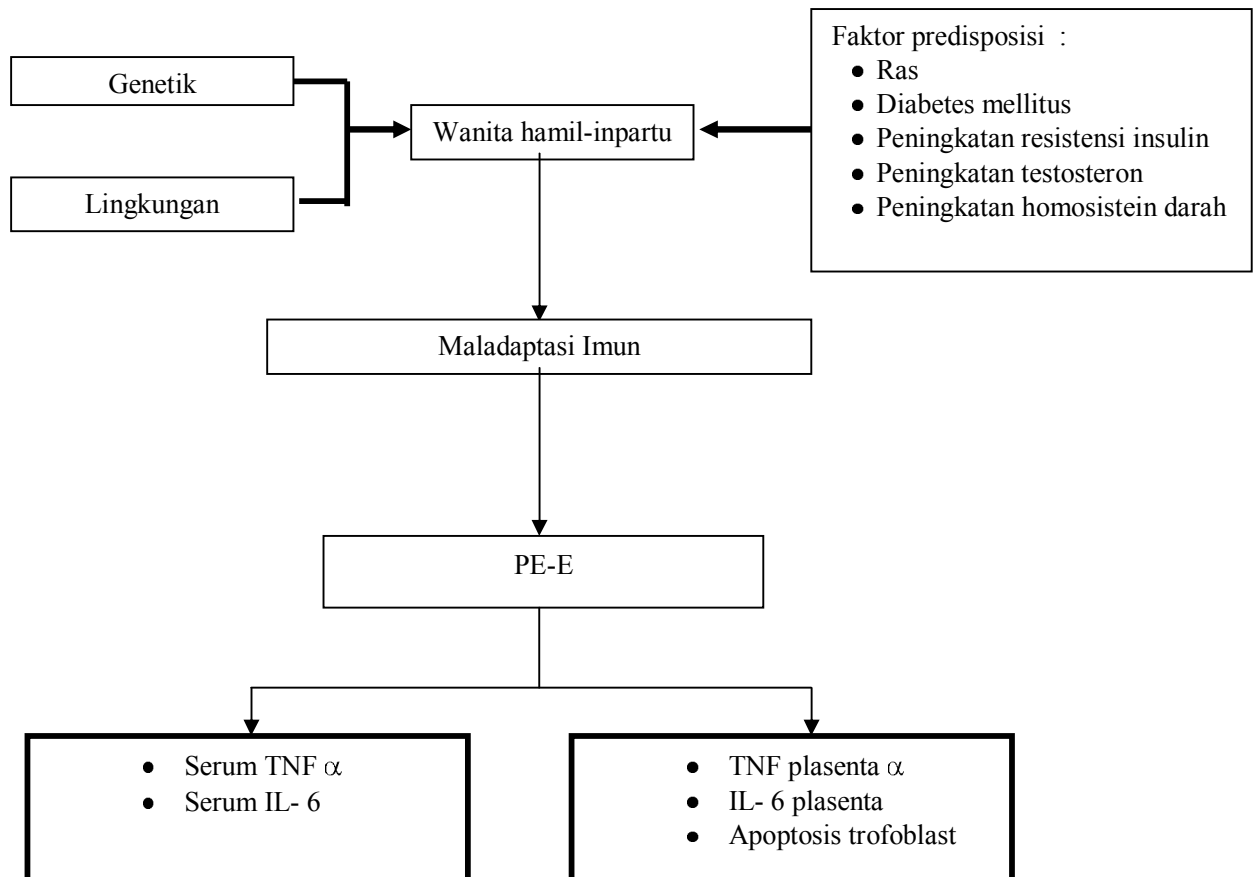 Genetik
Lingkungan
Wanita hamil-inpartu
Faktor predisposisi :
● Ras
● Diabetes mellitus
● Peningkatan resistensi insulin
● Peningkatan testosteron
● Peningkatan homosistein darah
Maladaptasi Imun
PE-E
● Serum TNF α
● Serum IL- 6
● TNF plasenta α
● IL- 6 plasenta
● Apoptosis trofoblast